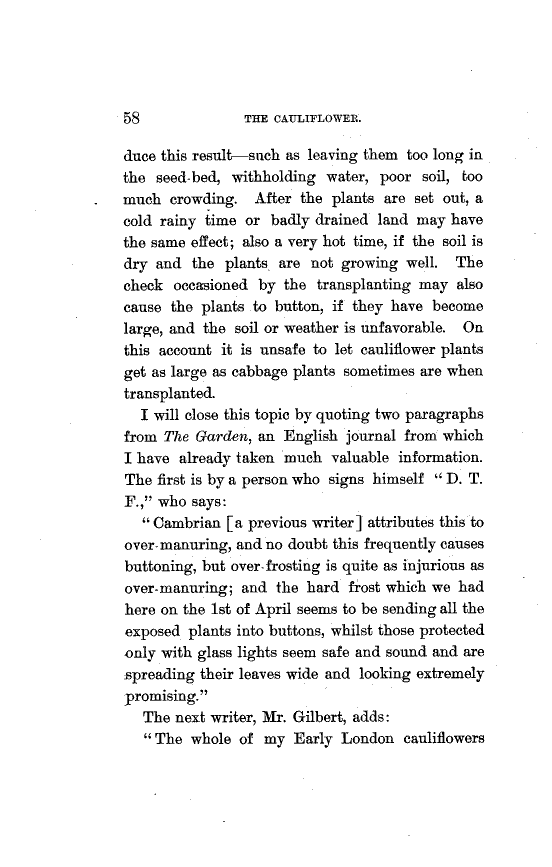 58 THE CAULIFLOWER.
duce this result—such as leaving them too long in
the seed-bed, withholding water, poor soil, too
much crowding. After the plants are set out, a
cold rainy time or badly drained land may have
the same effect; also a very hot time, if the soil is
dry and the plants are not growing well. The
check occasioned by the transplanting may also
cause the plants to button, if they have become
large, and the soil or weather is unfavorable. On
this account it is unsafe to let cauliflower plants
get as large as cabbage plants sometimes are when
transplanted.
I will close this topic by quoting two paragraphs
from The Garden, an English journal from which
I have already taken much valuable information.
The first is by a person who signs himself "D. T.
F.," who says:
"Cambrian [a previous writer] attributes this to
over-manuring, and no doubt this frequently causes
buttoning, but over-frosting is quite as injurious as
over-manuring; and the hard frost which we had
here on the 1st of April seems to be sending all the
exposed plants into buttons, whilst those protected
only with glass lights seem safe and sound and are
spreading their leaves wide and looking extremely
promising."
The next writer, Mr. Gilbert, adds:
"The whole of my Early London cauliflowers